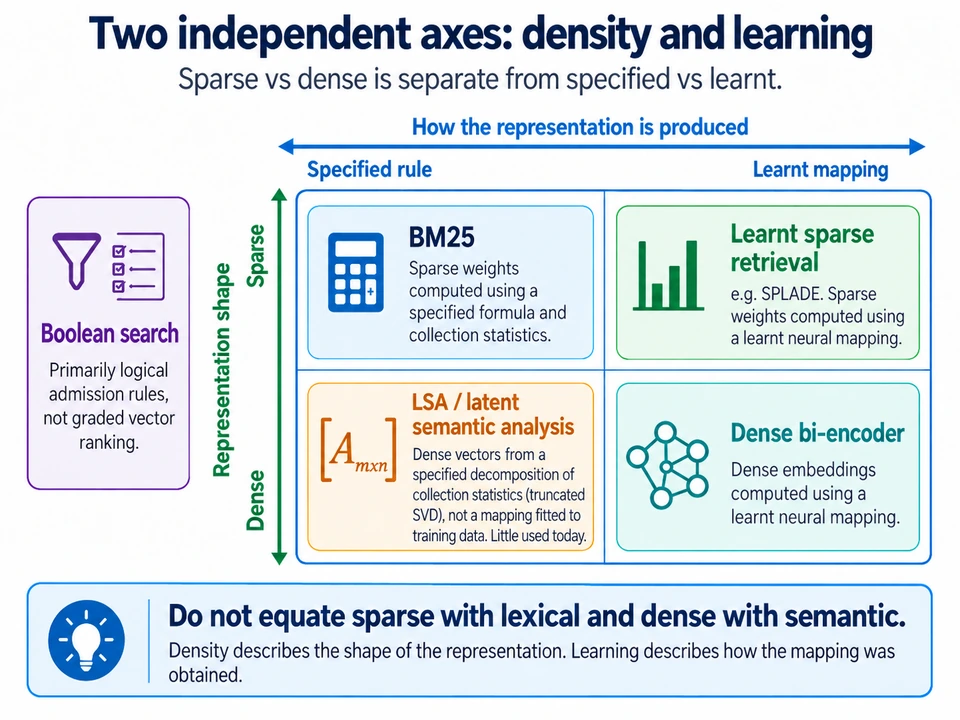 Two independent axes: density and learning
Sparse vs dense is separate from specified vs learnt.
How the representation is produced
Specified rule
Learnt mapping
Boolean search
Primarily logical
admission rules,
not graded vector
ranking.
Representation shape
Sparse
Dense
BM25
Sparse weights
computed using a
specified formula and
collection statistics.
Learnt sparse
retrieval
e.g. SPLADE. Sparse
weights computed using
a learnt neural mapping.
[Amxn]
LSA / latent
semantic analysis
Dense vectors from a
specified decomposition of
collection statistics (truncated
SVD), not a mapping fitted to
training data. Little used today.
Dense bi-encoder
Dense embeddings
computed using a
learnt neural mapping.
Do not equate sparse with lexical and dense with semantic.
Density describes the shape of the representation. Learning describes how the mapping was
obtained.